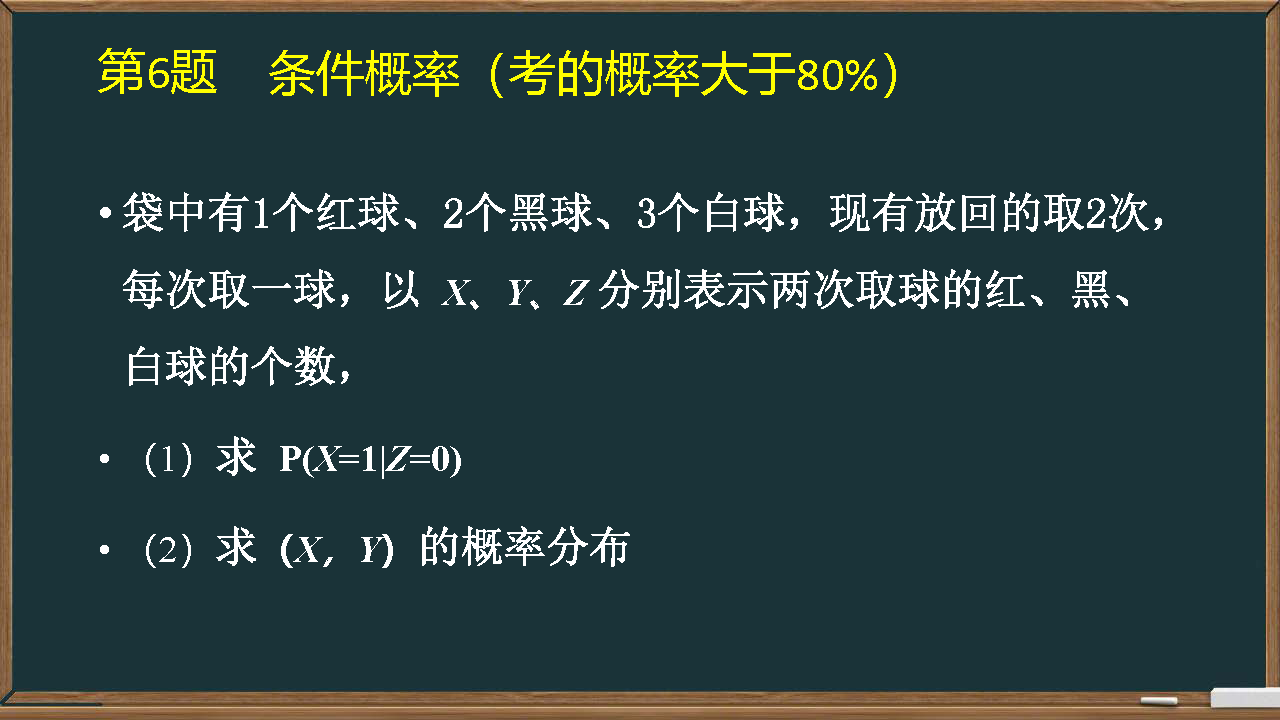 第6题 条件概率（考的概率大于80%）
• 袋中有1个红球、2个黑球、3个白球，现有放回的取2次，
每次取一球，以 X、Y、Z 分别表示两次取球的红、黑、
白球的个数，
• （1）求 P(X=1|Z=0)
• （2）求（X，Y）的概率分布